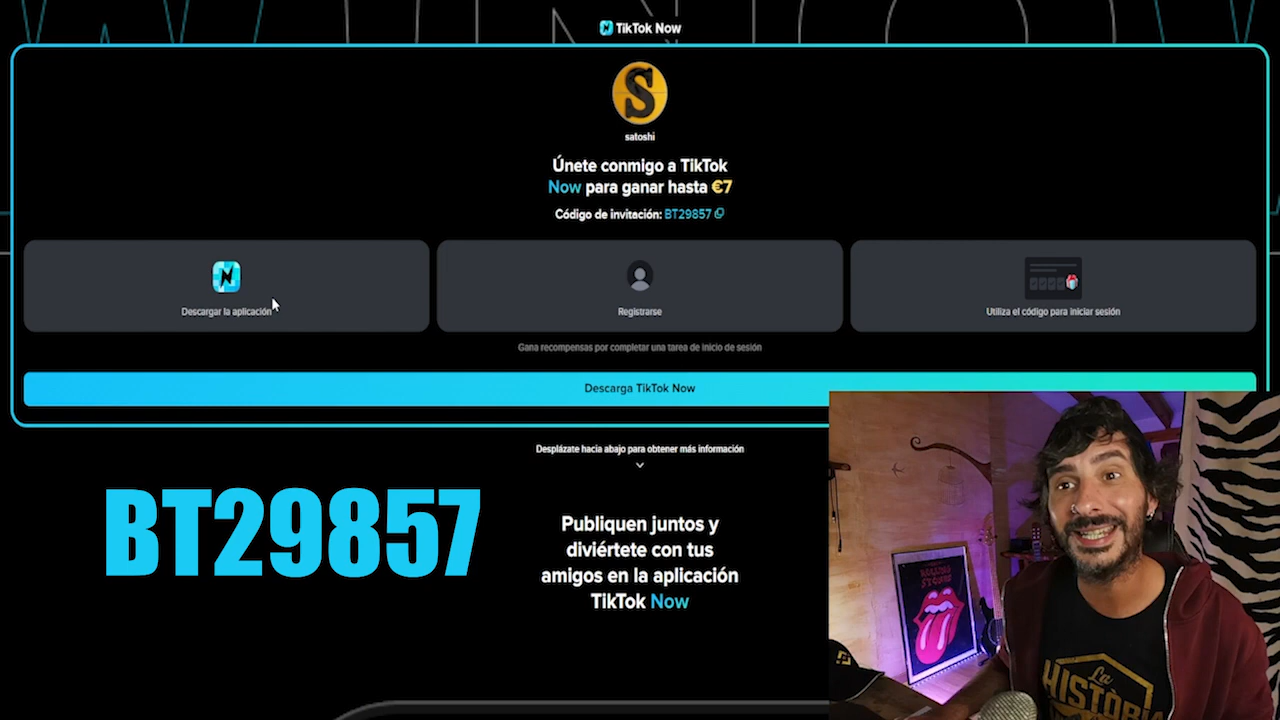 TikTok Now
S
satoshi
Únete conmigo a TikTok
Now para ganar hasta €7
Código de invitación: BT29857
Descargar la aplicación
Registrarse
Utiliza el código para iniciar sesión
Gana recompensas por completar una tarea de inicio de sesión
Descarga TikTok Now
Desplázate hacia abajo para obtener más información
BT29857
Publiquen juntos y
diviértete con tus
amigos en la aplicación
TikTok Now
ROLLING
STONES
La